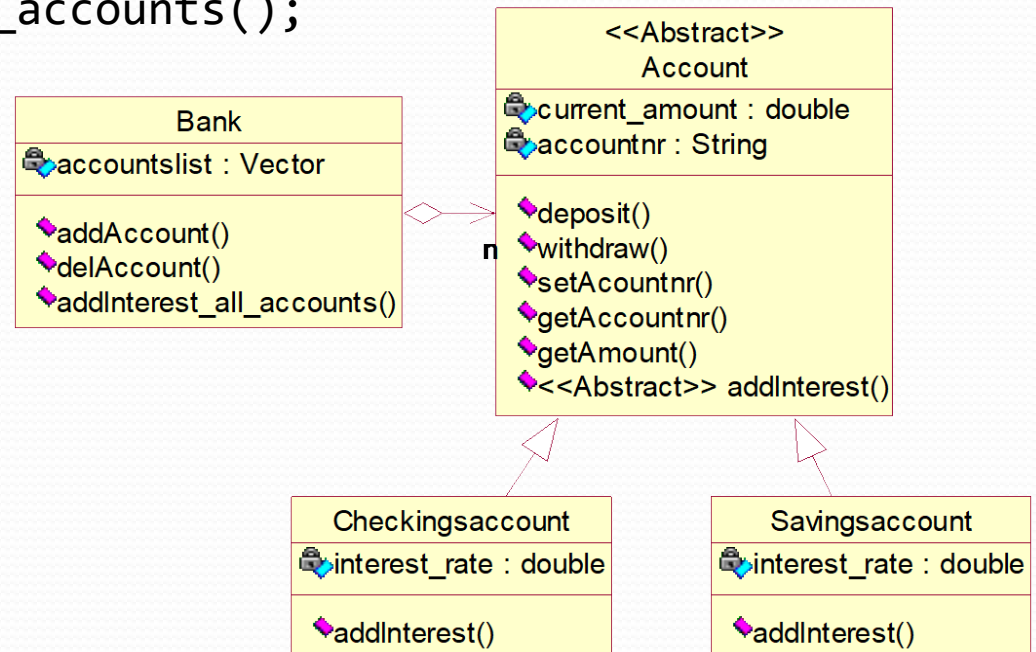 _accounts();
<<Abstract>>
Account
current_amount : double
accountnr : String
deposit()
withdraw()
setAcountnr()
getAccountnr()
getAmount()
<<Abstract>> addInterest()
Bank
accountslist : Vector
addAccount()
delAccount()
addInterest_all_accounts()
n
Checkingsaccount
interest_rate : double
addInterest()
Savingsaccount
interest_rate : double
addInterest()